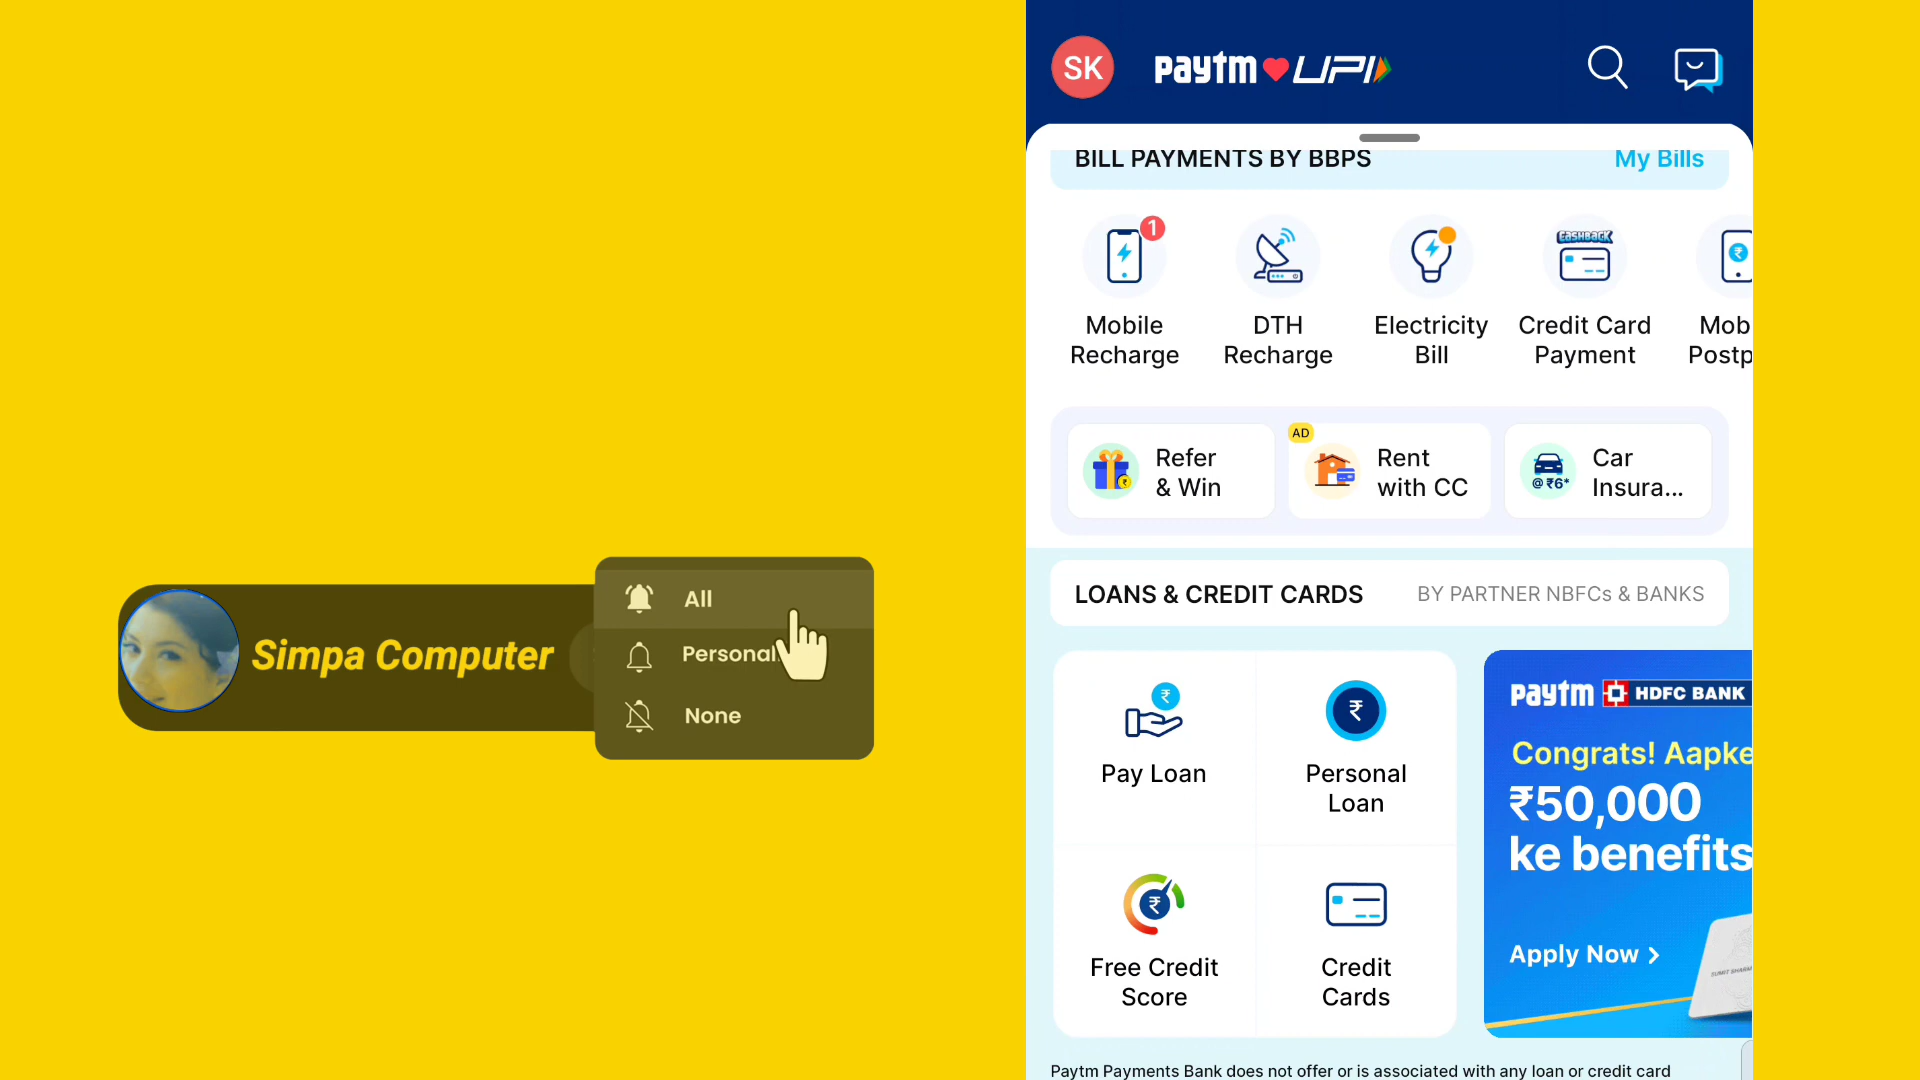 Simpa Computer
All
Personal
None
SK
paytm UPI
BILL PAYMENTS BY BBPS
My Bills
1
Mobile
Recharge
DTH
Recharge
Electricity
Bill
CASHBACK
Credit Card
Payment
Mob
Postp
Refer
& Win
AD
Rent
with CC
@ ₹6*
Car
Insura...
LOANS & CREDIT CARDS
BY PARTNER NBFCs & BANKS
Pay Loan
Personal
Loan
Free Credit
Score
Credit
Cards
paytm HDFC BANK
Congrats! Aapke
₹50,000
ke benefits
Apply Now >
SUMIT SHARM
Paytm Payments Bank does not offer or is associated with any loan or credit card